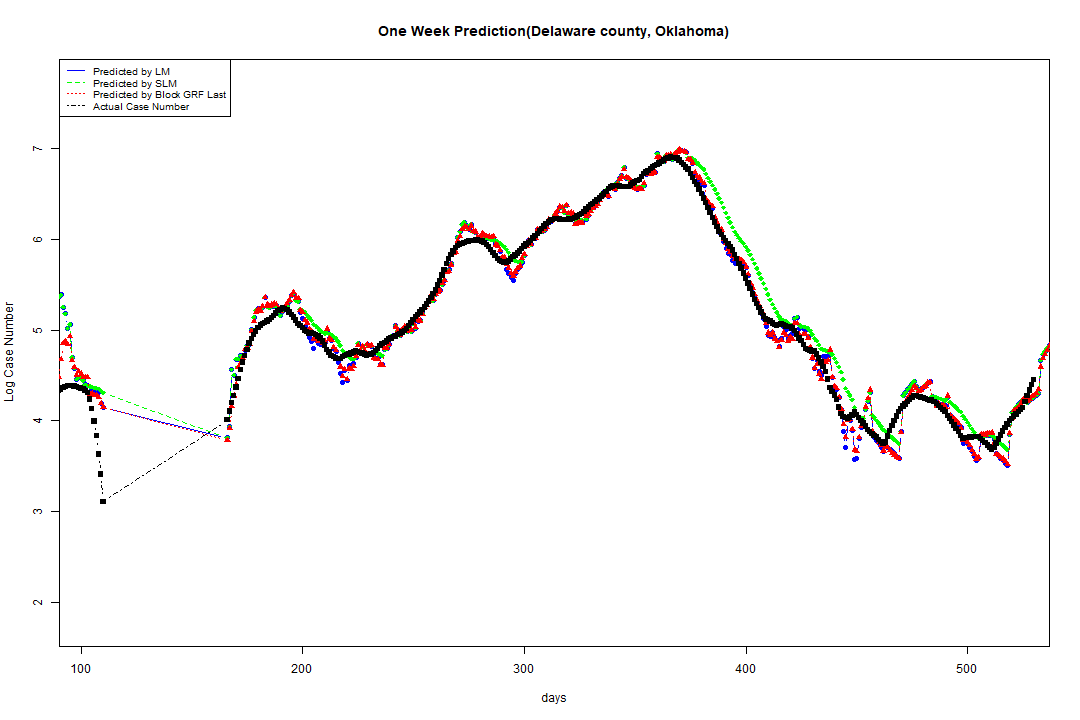 One Week Prediction(Delaware county, Oklahoma)
Predicted by LM
Predicted by SLM
Predicted by Block GRF Last
Actual Case Number
7
6
5
4
3
2
Log Case Number
100 200 300 400 500
days